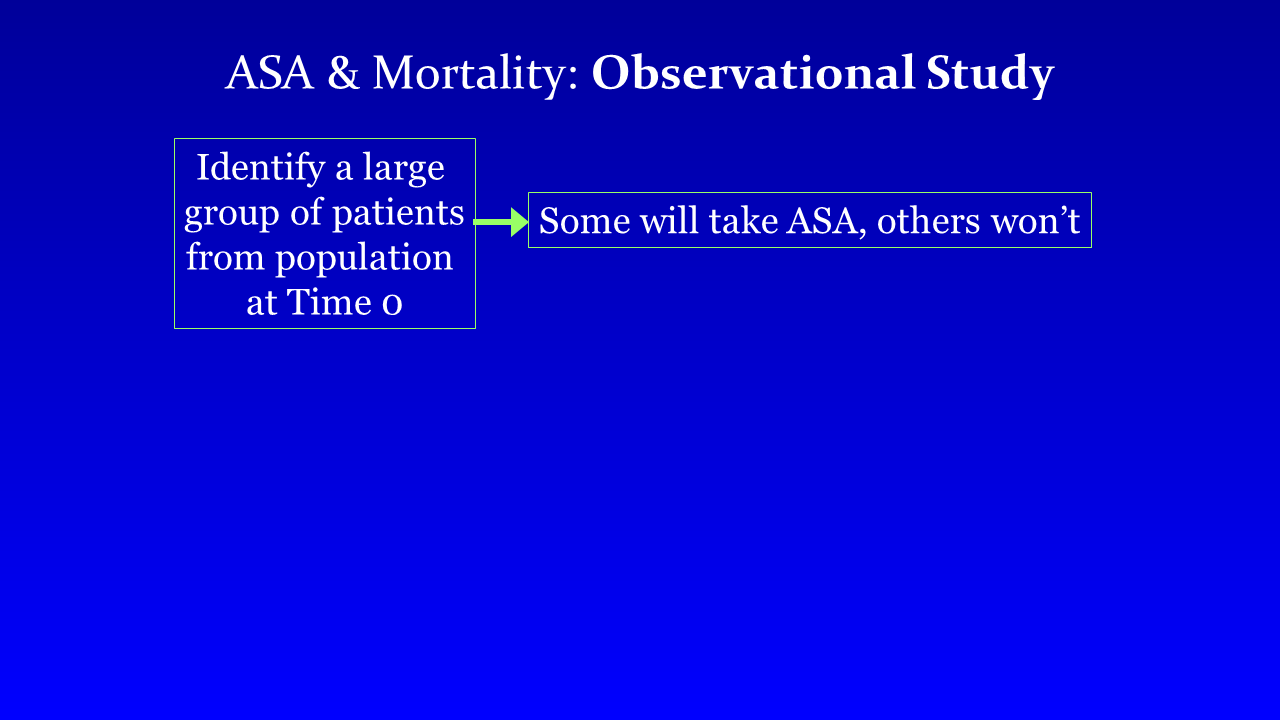 ASA & Mortality: Observational Study
Identify a large
group of patients
from population
at Time 0
Some will take ASA, others won’t